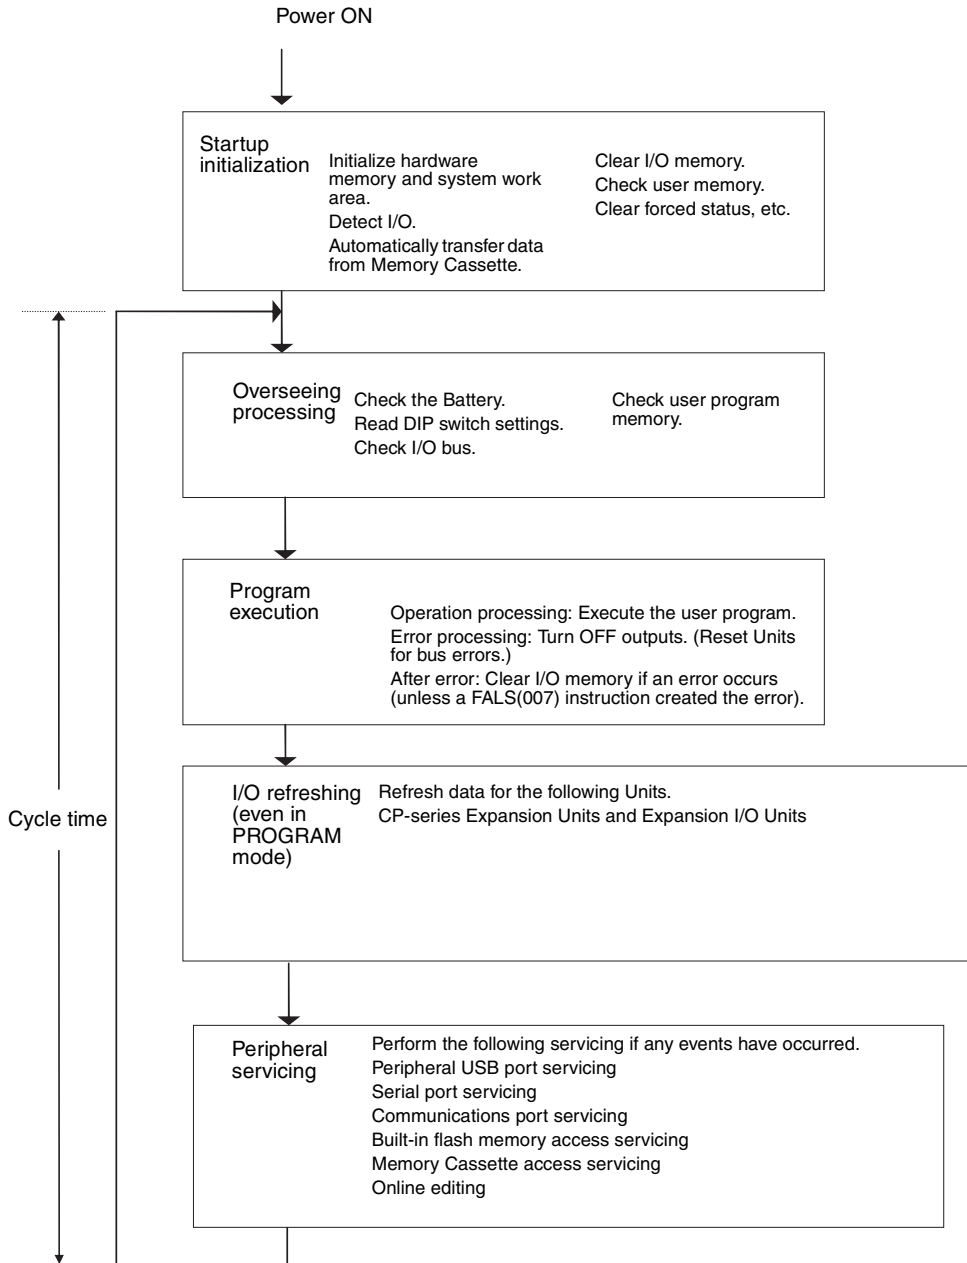 Power ON
Startup
initialization
Initialize hardware
memory and system work
area.
Detect I/O.
Automatically transfer data
from Memory Cassette.
Clear I/O memory.
Check user memory.
Clear forced status, etc.
Overseeing
processing
Check the Battery.
Read DIP switch settings.
Check I/O bus.
Check user program
memory.
Program
execution
Operation processing: Execute the user program.
Error processing: Turn OFF outputs. (Reset Units
for bus errors.)
After error: Clear I/O memory if an error occurs
(unless a FALS(007) instruction created the error).
Cycle time
I/O refreshing
(even in
PROGRAM
mode)
Refresh data for the following Units.
CP-series Expansion Units and Expansion I/O Units
Peripheral
servicing
Perform the following servicing if any events have occurred.
Peripheral USB port servicing
Serial port servicing
Communications port servicing
Built-in flash memory access servicing
Memory Cassette access servicing
Online editing